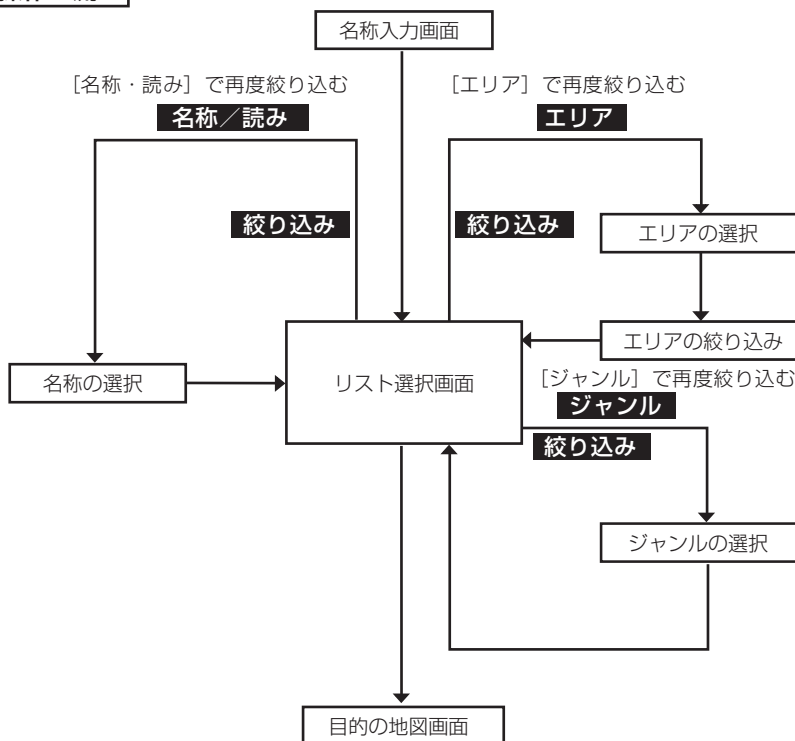 名称入力画面
[名称・読み] で再度絞り込む
名称／読み
絞り込み
名称の選択
[エリア] で再度絞り込む
エリア
絞り込み
エリアの選択
エリアの絞り込み
リスト選択画面
[ジャンル] で再度絞り込む
ジャンル
絞り込み
ジャンルの選択
目的の地図画面